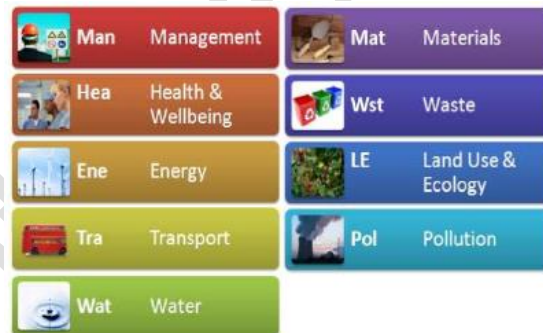 Man Management
Hea Health &
Wellbeing
Ene Energy
Tra Transport
Wat Water
Mat Materials
Wst Waste
LE Land Use &
Ecology
Pol Pollution